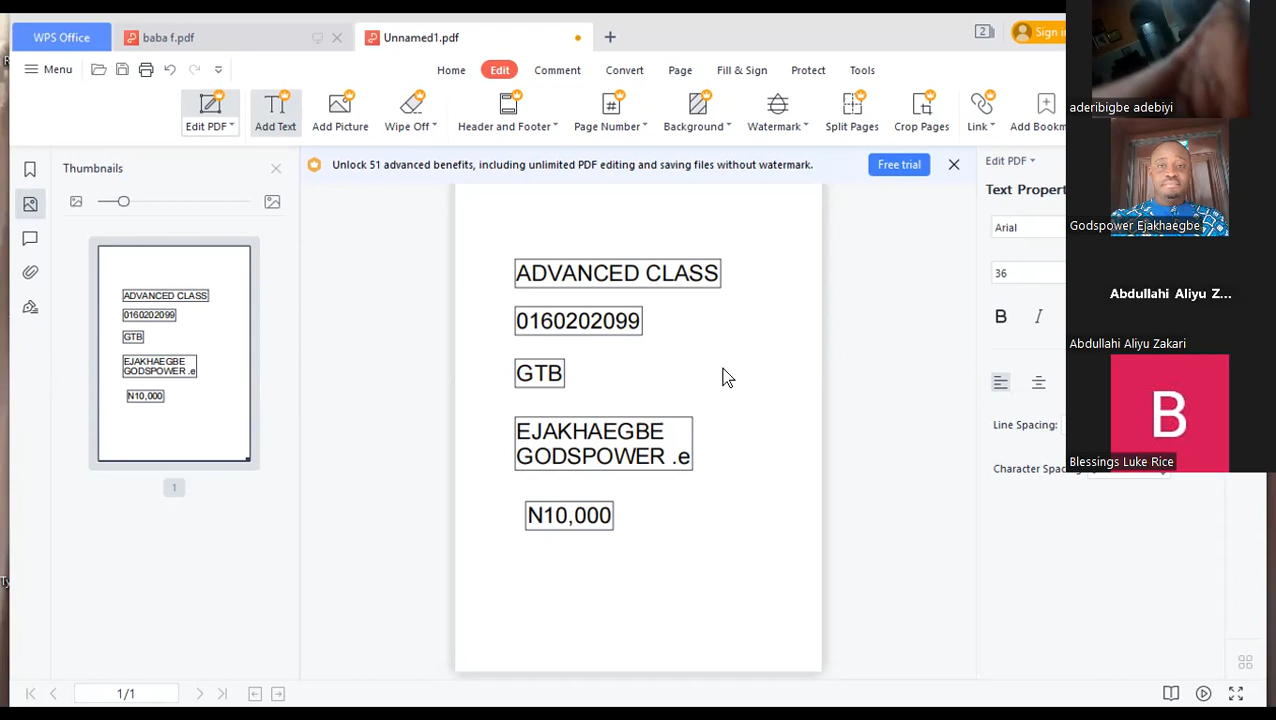 WPS Office
baba f.pdf
Unnamed1.pdf
2
Sign i
Menu
Home
Edit
Comment
Convert
Page
Fill & Sign
Protect
Tools
Edit PDF
Add Text
Add Picture
Wipe Off
Header and Footer
Page Number
Background
Watermark
Split Pages
Crop Pages
Link
Add Bookm
Thumbnails
Unlock 51 advanced benefits, including unlimited PDF editing and saving files without watermark.
Free trial
Edit PDF
Text Propert
Arial
36
B
I
Line Spacing:
Character Spac
ADVANCED CLASS
0160202099
GTB
EJAKHAEGBE
GODSPOWER .e
N10,000
1
ADVANCED CLASS
0160202099
GTB
EJAKHAEGBE
GODSPOWER .e
N10,000
aderibigbe adebiyi
Godspower Ejakhaegbe
Abdullahi Aliyu Z...
Abdullahi Aliyu Zakari
B
Blessings Luke Rice
1/1